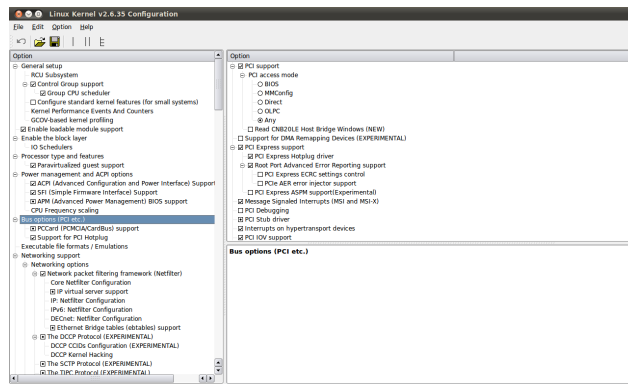 Linux Kernel v2.6.35 Configuration
File Edit Option Help
Option
General setup
RCU Subsystem
Control Group support
Group CPU scheduler
Configure standard kernel features (for small systems)
Kernel Performance Events And Counters
GCOV-based kernel profiling
Enable loadable module support
Enable the block layer
IO Schedulers
Processor type and features
Paravirtualized guest support
Power management and ACPI options
ACPI (Advanced Configuration and Power Interface) Support
SFI (Simple Firmware Interface) Support
APM (Advanced Power Management) BIOS support
CPU Frequency scaling
Bus options (PCI etc.)
PCCard (PCMCIA/CardBus) support
Support for PCI Hotplug
Executable file formats / Emulations
Networking support
Networking options
Network packet filtering framework (Netfilter)
Core Netfilter Configuration
IP virtual server support
IP: Netfilter Configuration
IPv6: Netfilter Configuration
DECnet: Netfilter Configuration
Ethernet Bridge tables (ebtables) support
The DCCP Protocol (EXPERIMENTAL)
DCCP CCIDs Configuration (EXPERIMENTAL)
DCCP Kernel Hacking
The SCTP Protocol (EXPERIMENTAL)
The TIPC Protocol (EXPERIMENTAL)
Option
PCI support
PCI access mode
BIOS
MMConfig
Direct
OLPC
Any
Read CNB20LE Host Bridge Windows (NEW)
Support for DMA Remapping Devices (EXPERIMENTAL)
PCI Express support
PCI Express Hotplug driver
Root Port Advanced Error Reporting support
PCI Express ECRC settings control
PCIe AER error injector support
PCI Express ASPM support(Experimental)
Message Signaled Interrupts (MSI and MSI-X)
PCI Debugging
PCI Stub driver
Interrupts on hypertransport devices
PCI IOV support
Bus options (PCI etc.)